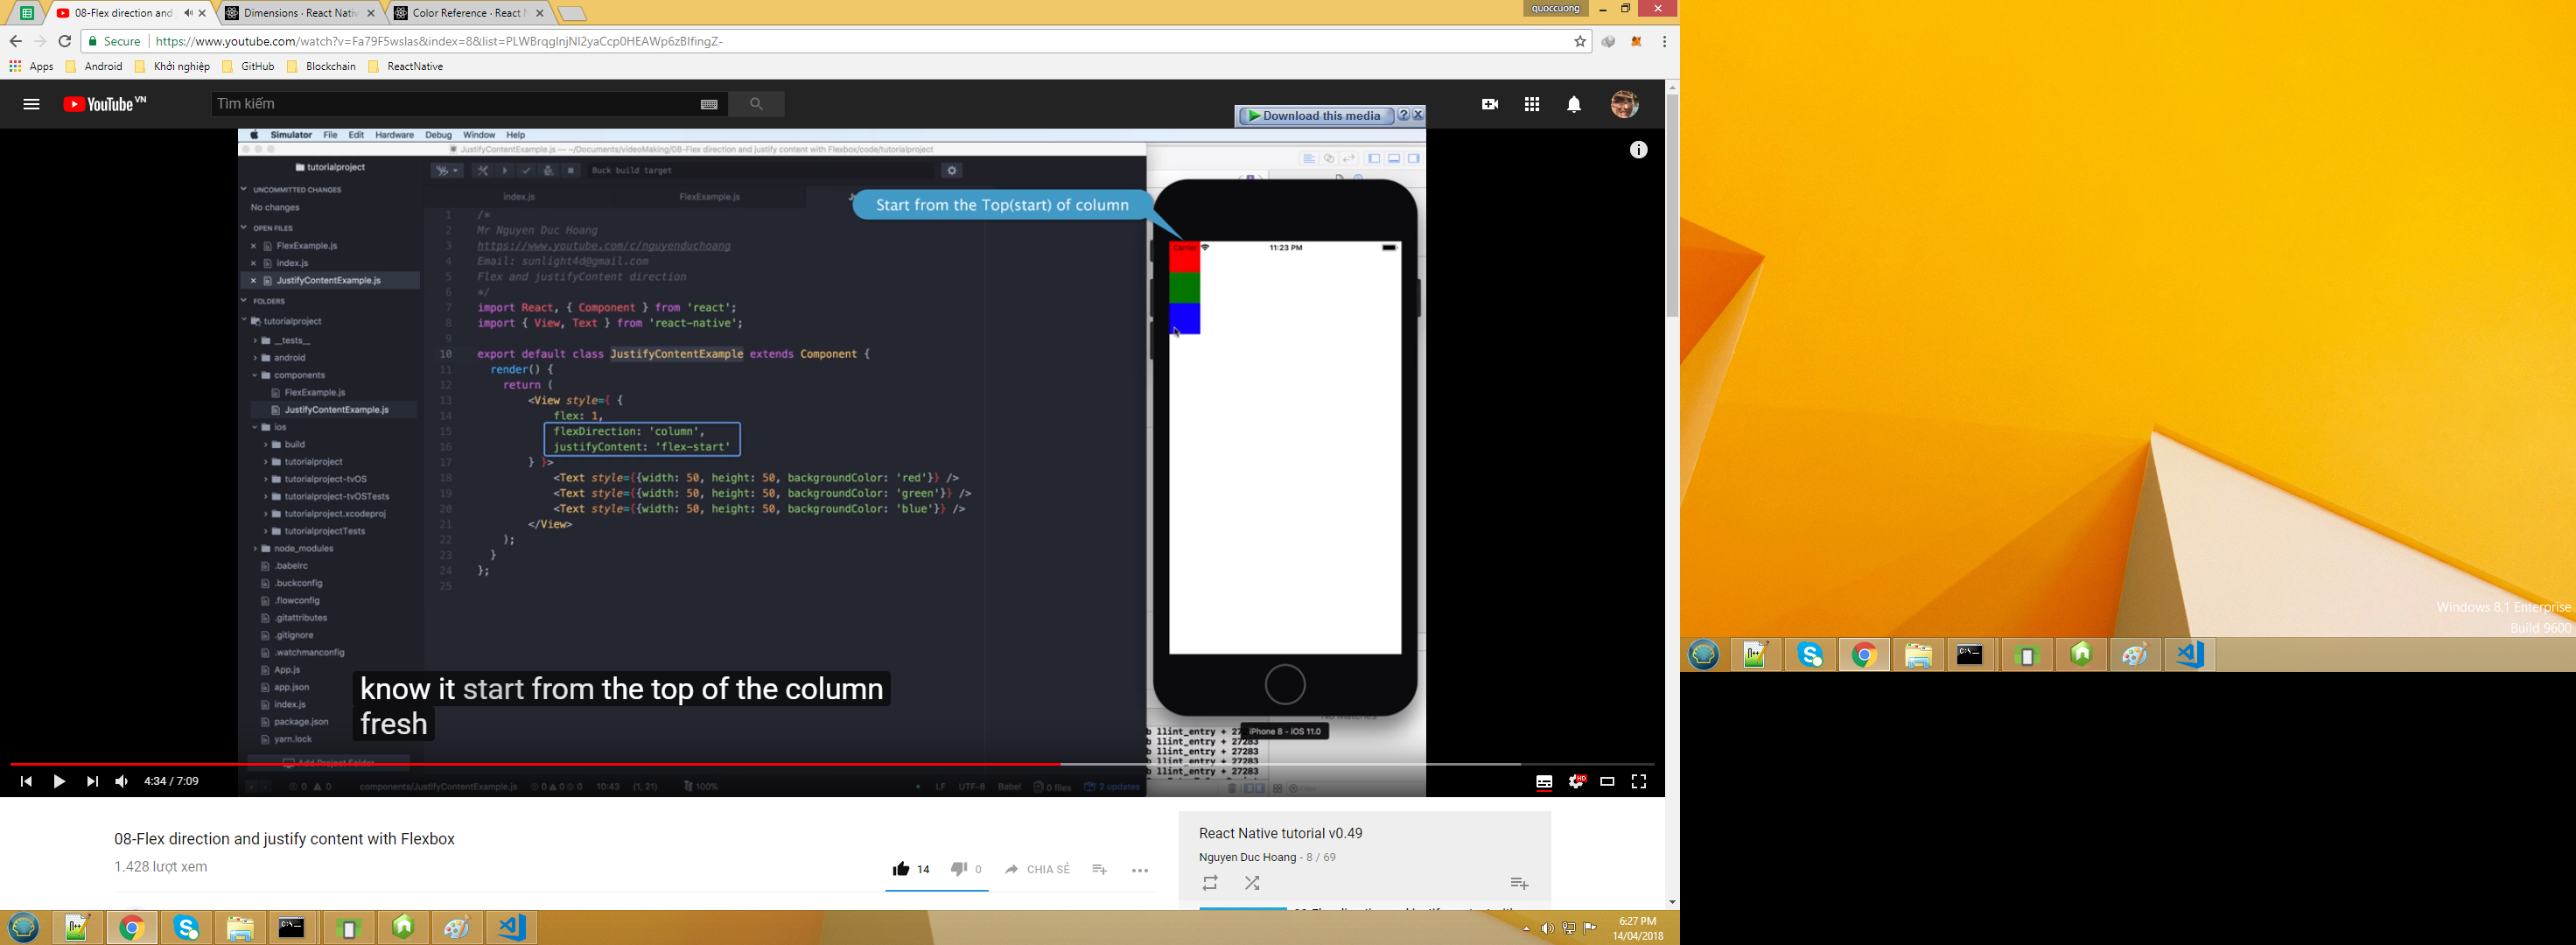 08-Flex direction and
Dimensions · React Nativ
Color Reference · React N
quoccuong
Secure
https://www.youtube.com/watch?v=Fa79F5wsIas&index=8&list=PLWBrqglnjNl2yaCcp0HEAWp6zBIfingZ-
Apps
Android
Khởi nghiệp
GitHub
Blockchain
ReactNative
YouTube VN
Tìm kiếm
Download this media
Simulator File Edit Hardware Debug Window Help
JustifyContentExample.js — ~/Documents/videoMaking/08-Flex direction and justify content with Flexbox/code/tutorialproject
tutorialproject
Buck build target
UNCOMMITTED CHANGES
No changes
OPEN FILES
FlexExample.js
index.js
JustifyContentExample.js
FOLDERS
tutorialproject
__tests__
android
components
FlexExample.js
JustifyContentExample.js
ios
build
tutorialproject
tutorialproject-tvOS
tutorialproject-tvOSTests
tutorialproject.xcodeproj
tutorialprojectTests
node_modules
.babelrc
.buckconfig
.flowconfig
.gitattributes
.gitignore
.watchmanconfig
App.js
app.json
index.js
package.json
yarn.lock
Add Project Folder
index.js
FlexExample.js
1 /*
2 Mr Nguyen Duc Hoang
3 https://www.youtube.com/c/nguyenduchoang
4 Email: sunlight4d@gmail.com
5 Flex and justifyContent direction
6 */
7 import React, { Component } from 'react';
8 import { View, Text } from 'react-native';
9
10 export default class JustifyContentExample extends Component {
11 render() {
12 return (
13 <View style={ {
14 flex: 1,
15 flexDirection: 'column',
16 justifyContent: 'flex-start'
17 } }>
18 <Text style={{width: 50, height: 50, backgroundColor: 'red'}} />
19 <Text style={{width: 50, height: 50, backgroundColor: 'green'}} />
20 <Text style={{width: 50, height: 50, backgroundColor: 'blue'}} />
21 </View>
22 );
23 }
24 };
25
Start from the Top(start) of column
Carrier
11:23 PM
know it start from the top of the column
fresh
No Matches
iPhone 8 - iOS 11.0
b llint_entry + 27283
b llint_entry + 27283
b llint_entry + 27283
b llint_entry + 27283
components/JustifyContentExample.js
10:43 (1, 21) 100%
LF UTF-8 Babel 0 files 2 updates
4:34 / 7:09
HD
08-Flex direction and justify content with Flexbox
1.428 lượt xem
14
0
CHIA SẺ
React Native tutorial v0.49
Nguyen Duc Hoang - 8 / 69
6:27 PM
14/04/2018
Windows 8.1 Enterprise
Build 9600